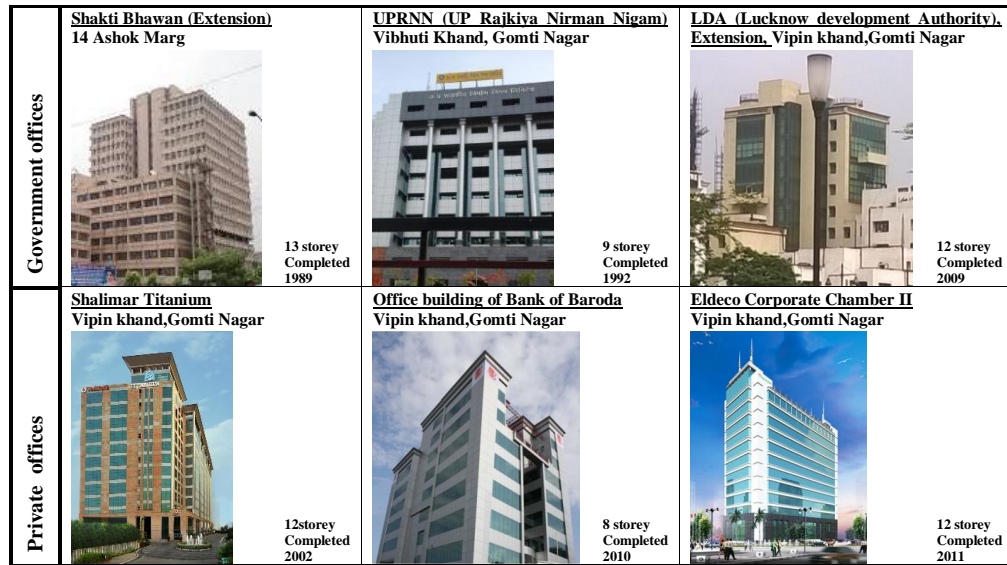 Government offices
Shakti Bhawan (Extension)
14 Ashok Marg
13 storey
Completed
1989
UPRNN (UP Rajkiya Nirman Nigam)
Vibhuti Khand, Gomti Nagar
9 storey
Completed
1992
LDA (Lucknow development Authority),
Extension, Vipin khand,Gomti Nagar
12 storey
Completed
2009
Private offices
Shalimar Titanium
Vipin khand,Gomti Nagar
12storey
Completed
2002
Office building of Bank of Baroda
Vipin khand,Gomti Nagar
8 storey
Completed
2010
Eldeco Corporate Chamber II
Vipin khand,Gomti Nagar
12 storey
Completed
2011